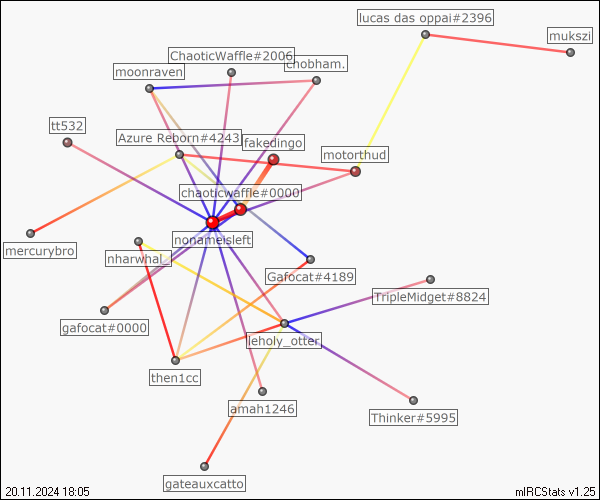 lucas das oppai#2396
mukszi
ChaoticWaffle#2006
chobham.
moonraven
tt532
Azure Reborn#4243
fakedingo
motorthud
chaoticwaffle#0000
nonameisleft
mercurybro
nharwhal_
Gafocat#4189
TripleMidget#8824
gafocat#0000
leholy_otter
then1cc
amah1246
Thinker#5995
gateauxcatto
20.11.2024 18:05
mIRCStats v1.25